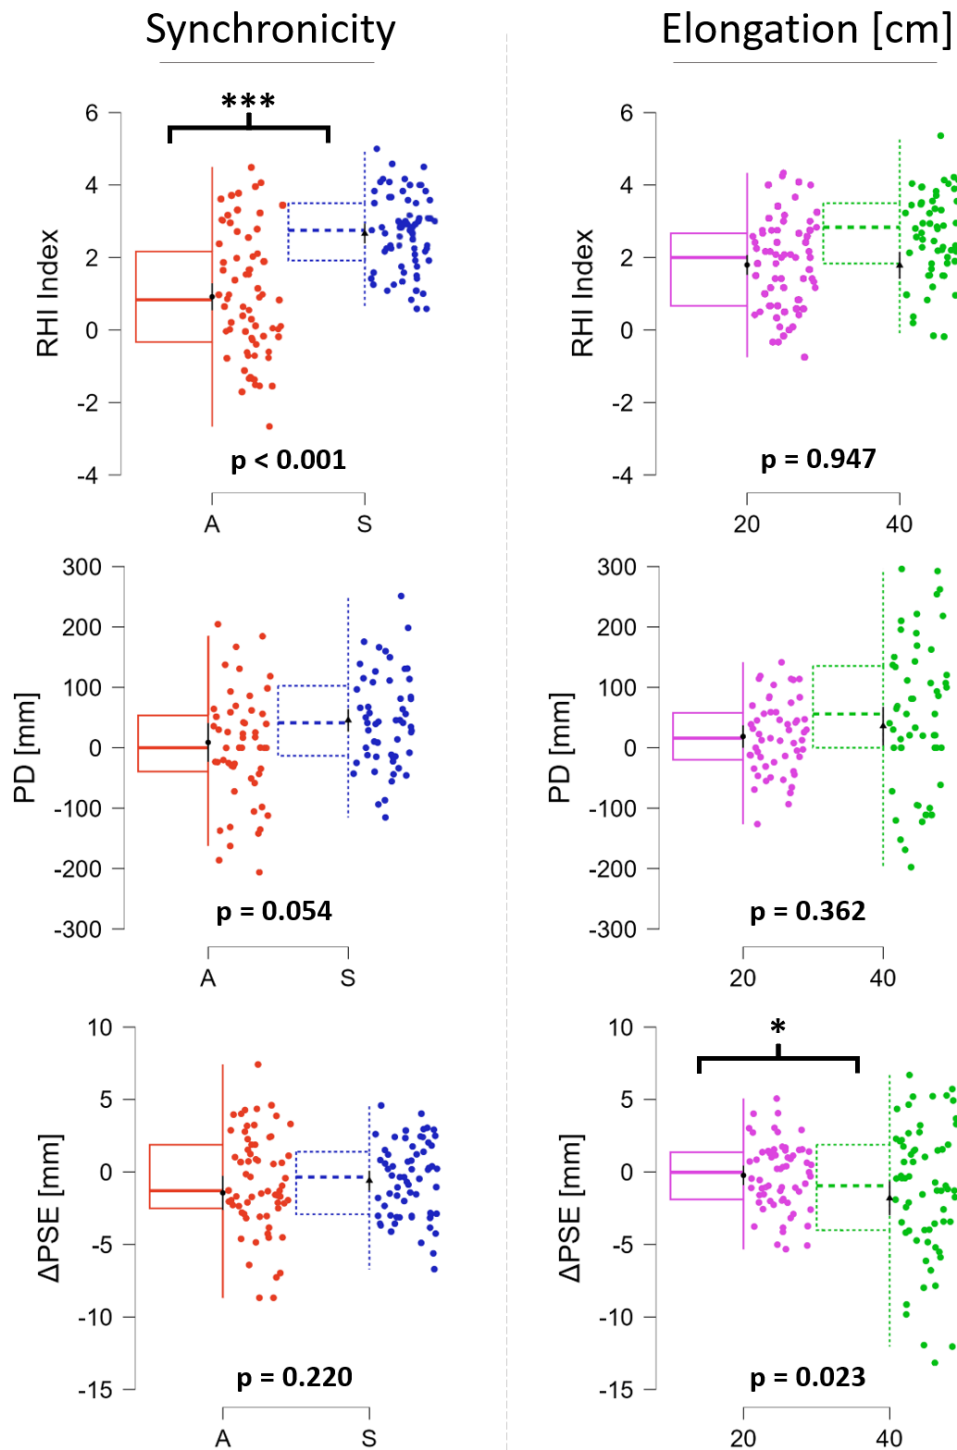 Synchronicity
Elongation [cm]
***
6
4
2
0
-2
-4
RHI Index
p < 0.001
A
S
6
4
2
0
-2
-4
RHI Index
p = 0.947
20
40
300
200
100
0
-100
-200
-300
PD [mm]
p = 0.054
A
S
300
200
100
0
-100
-200
-300
PD [mm]
p = 0.362
20
40
10
5
0
-5
-10
-15
ΔPSE [mm]
p = 0.220
A
S
*
10
5
0
-5
-10
-15
ΔPSE [mm]
p = 0.023
20
40